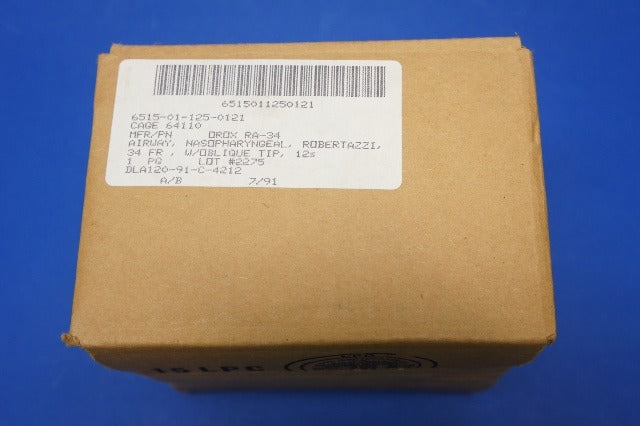 6515011250121
6515-01-125-0121
CAGE 64110
MFR/PN OROX RA-34
AIRWAY, NASOPHARYNGEAL, ROBERTAZZI,
34 FR , W/OBLIQUE TIP, 12s
1 PG LOT #2275
DLA120-91-C-4212
A/B 7/91